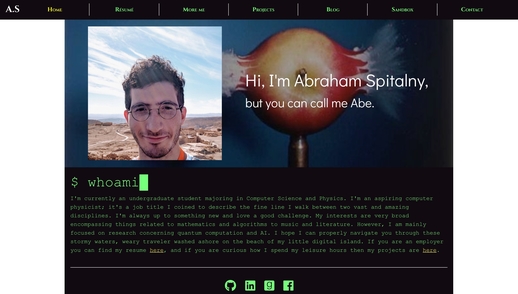 A.S
Home
Résumé
More me
Projects
Blog
Sandbox
Contact
Hi, I'm Abraham Spitalny,
but you can call me Abe.
$ whoami
I'm currently an undergraduate student majoring in Computer Science and Physics. I'm an aspiring computer
physicist; it's a job title I coined to describe the fine line I walk between two vast and amazing
disciplines. I'm always up to something new and love a good challenge. My interests are very broad
encompassing things related to mathematics and algorithms to music and literature. However, I am mainly
focused on research concerning quantum computation and AI. I hope I can properly navigate you through these
stormy waters, weary traveler washed ashore on the beach of my little digital island. If you are an employer
you can find my resume here, and if you are curious how I spend my leisure hours then my projects are here.